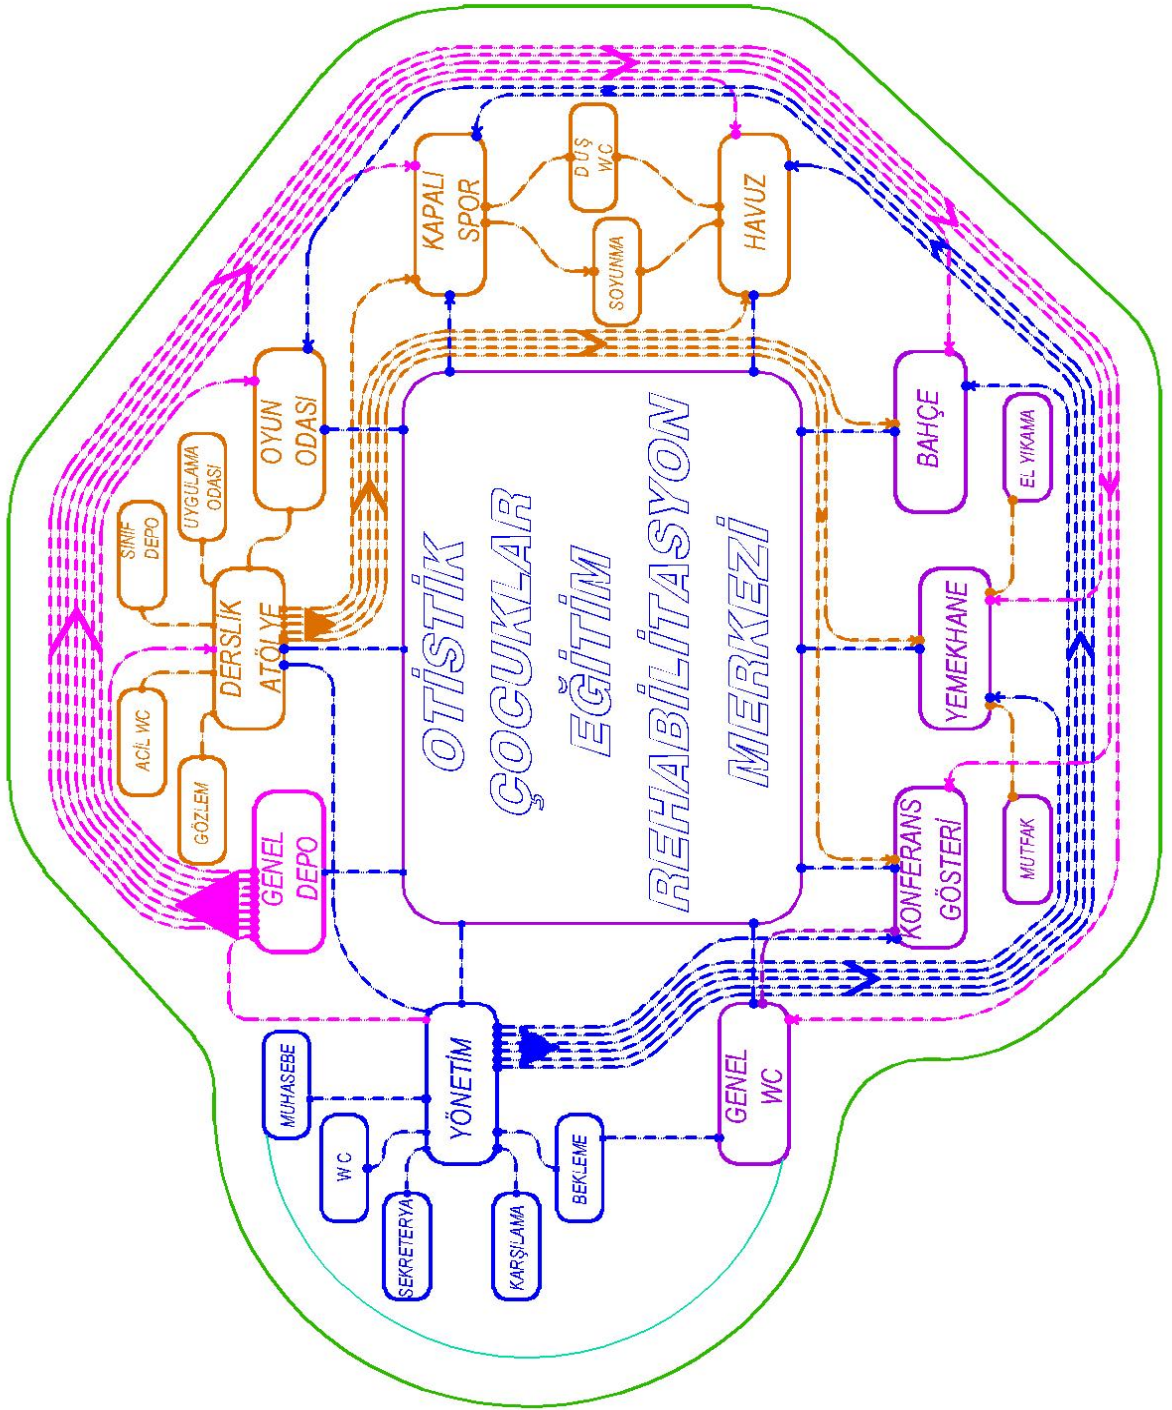 OTİSTİK
ÇOCUKLAR
EĞİTİM
REHABİLİTASYON
MERKEZİ
SINIF
DEPO
UYGULAMA
ODASI
ACİL WC
GÖZLEM
DERSLİK
ATÖLYE
OYUN
ODASI
GENEL
DEPO
KAPALI
SPOR
DUŞ
WC
SOYUNMA
HAVUZ
BAHÇE
EL YIKAMA
YEMEKHANE
MUTFAK
KONFERANS
GÖSTERİ
MUHASEBE
WC
SEKRETERYA
YÖNETİM
KARŞILAMA
BEKLEME
GENEL
WC